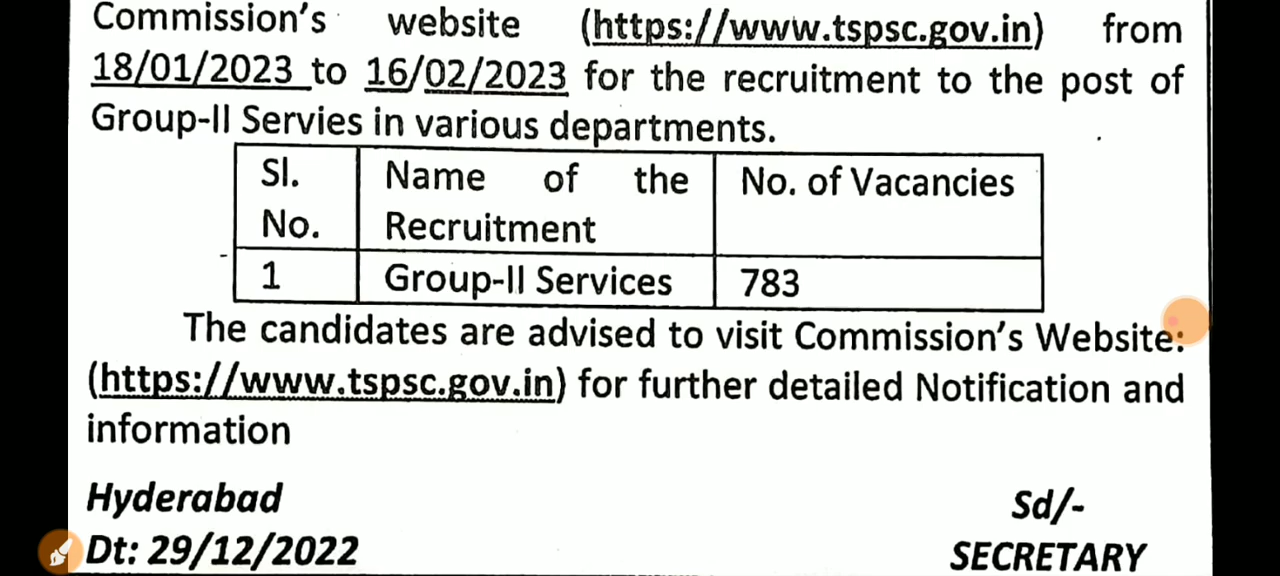 Commission's website (https://www.tspsc.gov.in) from
18/01/2023 to 16/02/2023 for the recruitment to the post of
Group-II Servies in various departments.
Sl. No. Name of the Recruitment No. of Vacancies
1 Group-II Services 783
The candidates are advised to visit Commission's Website:
(https://www.tspsc.gov.in) for further detailed Notification and
information
Hyderabad Sd/-
Dt: 29/12/2022 SECRETARY